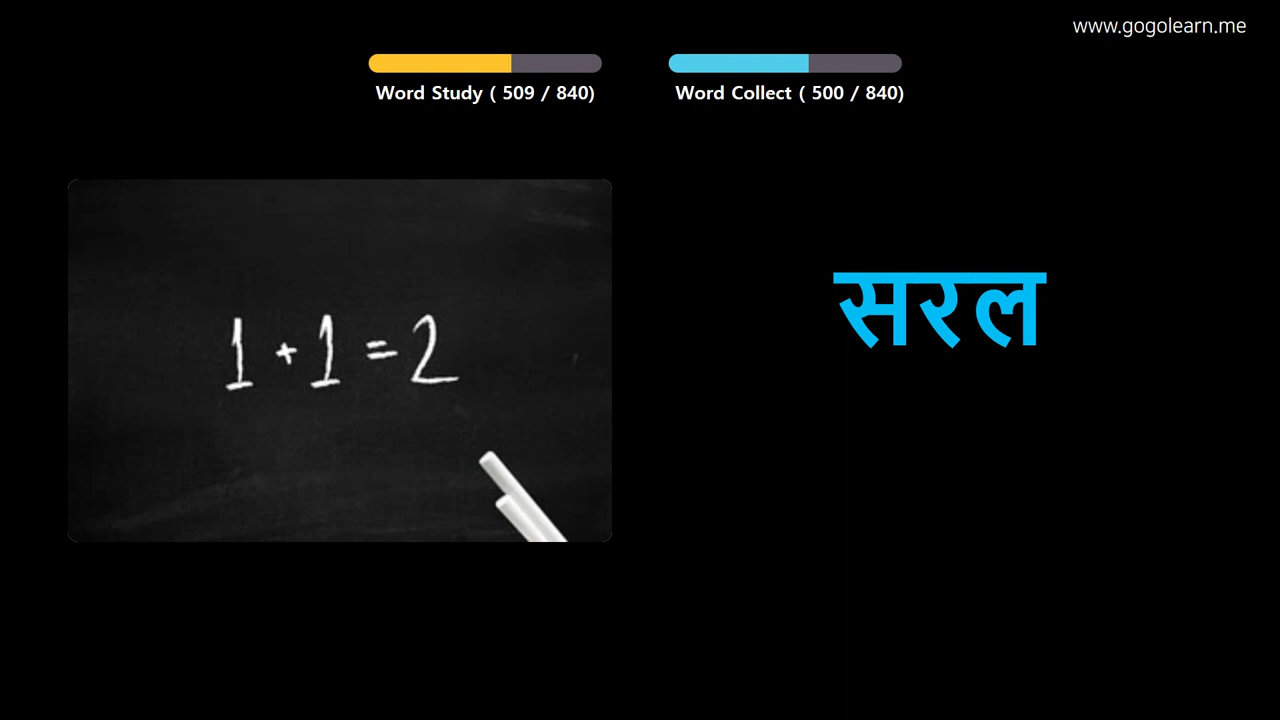 www.gogolearn.me
Word Study ( 509 / 840)
Word Collect ( 500 / 840)
1 + 1 = 2
सरल